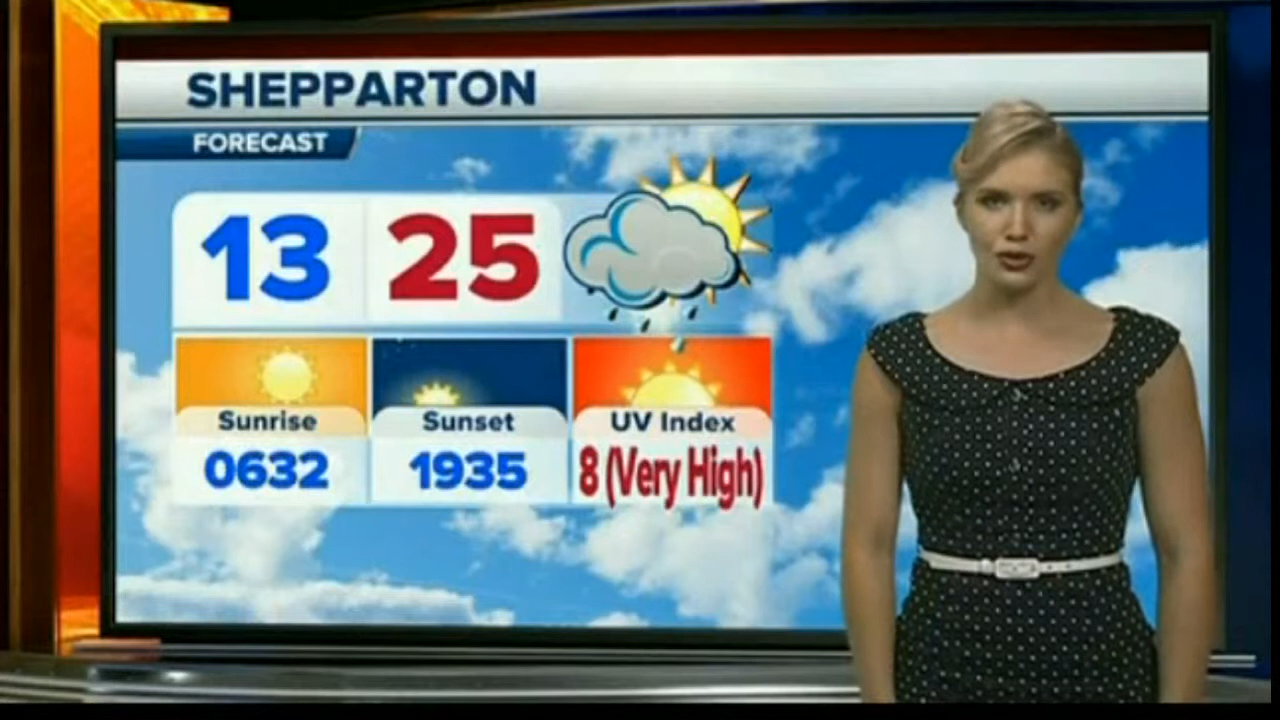 SHEPPARTON
FORECAST
13 25
Sunrise Sunset UV Index
0632 1935 8 (Very High)